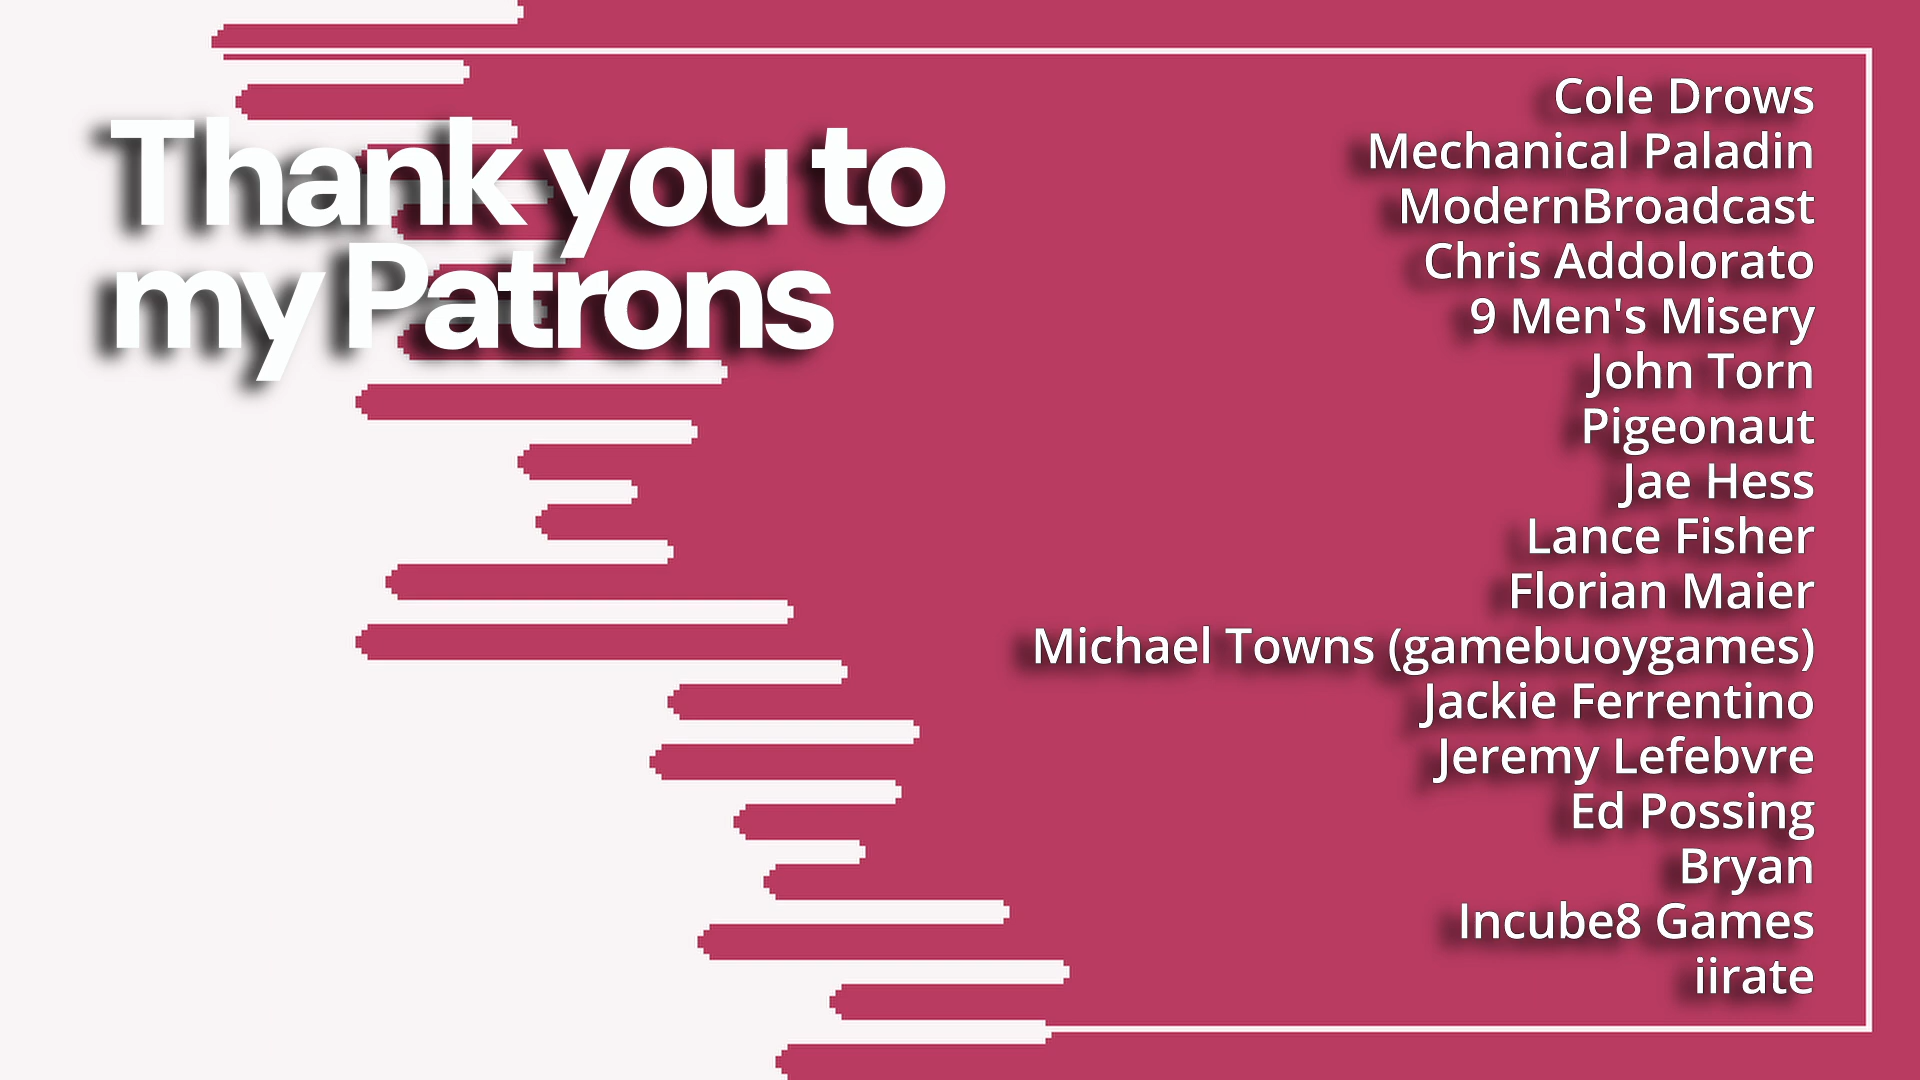 Thank you to
my Patrons
Cole Drows
Mechanical Paladin
ModernBroadcast
Chris Addolorato
9 Men's Misery
John Torn
Pigeonaut
Jae Hess
Lance Fisher
Florian Maier
Michael Towns (gamebuoygames)
Jackie Ferrentino
Jeremy Lefebvre
Ed Possing
Bryan
Incube8 Games
iirate